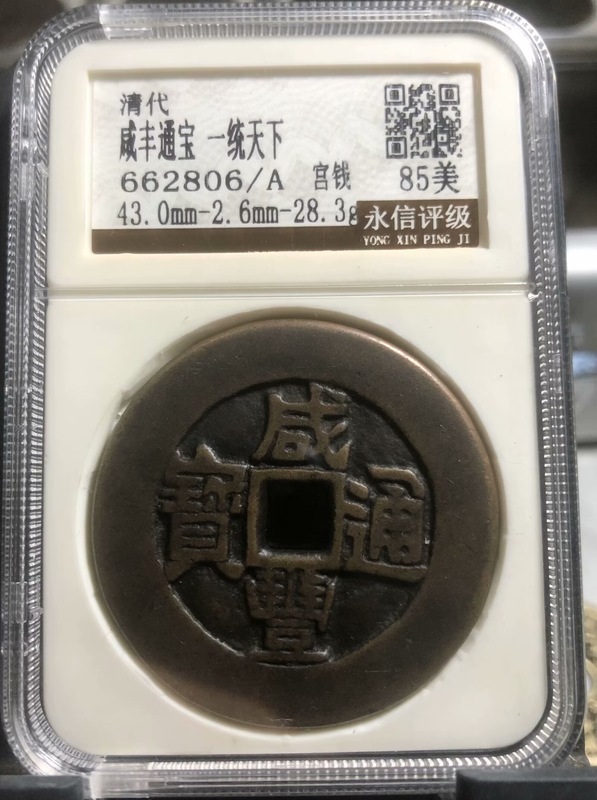 清代
咸丰通宝 一统天下
662806/A 宫钱 85美
43.0mm-2.6mm-28.3g
永信评级
YONG XIN PING JI
咸
寶 通
豐